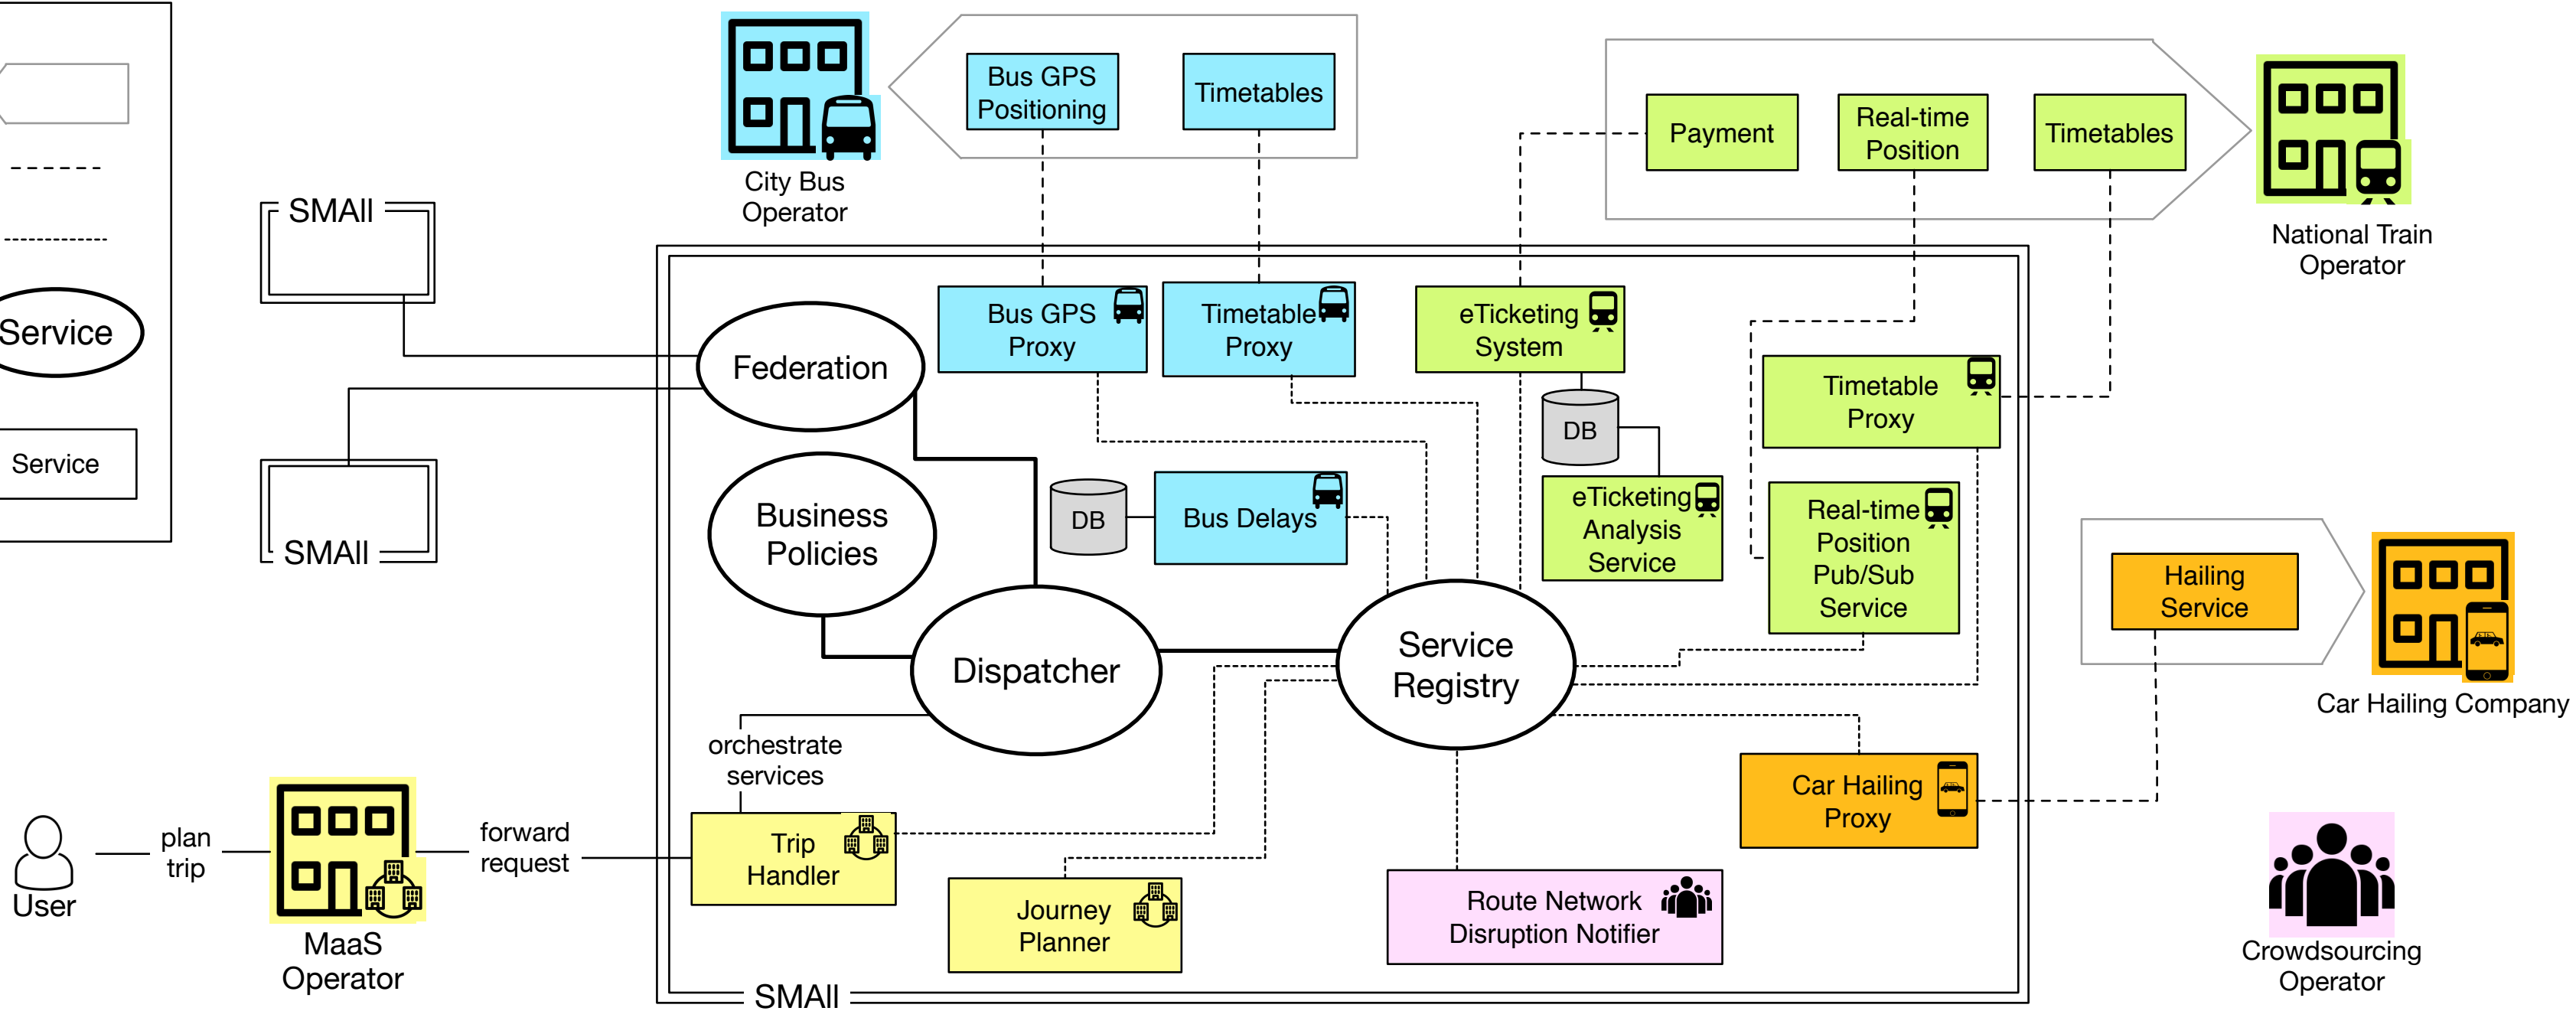 Service
Service
SMAll
SMAll
City Bus
Operator
Bus GPS
Positioning
Timetables
Payment
Real-time
Position
Timetables
National Train
Operator
Federation
Business
Policies
Dispatcher
Service
Registry
Bus GPS
Proxy
Timetable
Proxy
eTicketing
System
DB
eTicketing
Analysis
Service
Timetable
Proxy
Real-time
Position
Pub/Sub
Service
DB
Bus Delays
Hailing
Service
Car Hailing Company
orchestrate
services
User
plan
trip
MaaS
Operator
forward
request
Trip
Handler
Journey
Planner
Route Network
Disruption Notifier
Car Hailing
Proxy
Crowdsourcing
Operator
SMAll